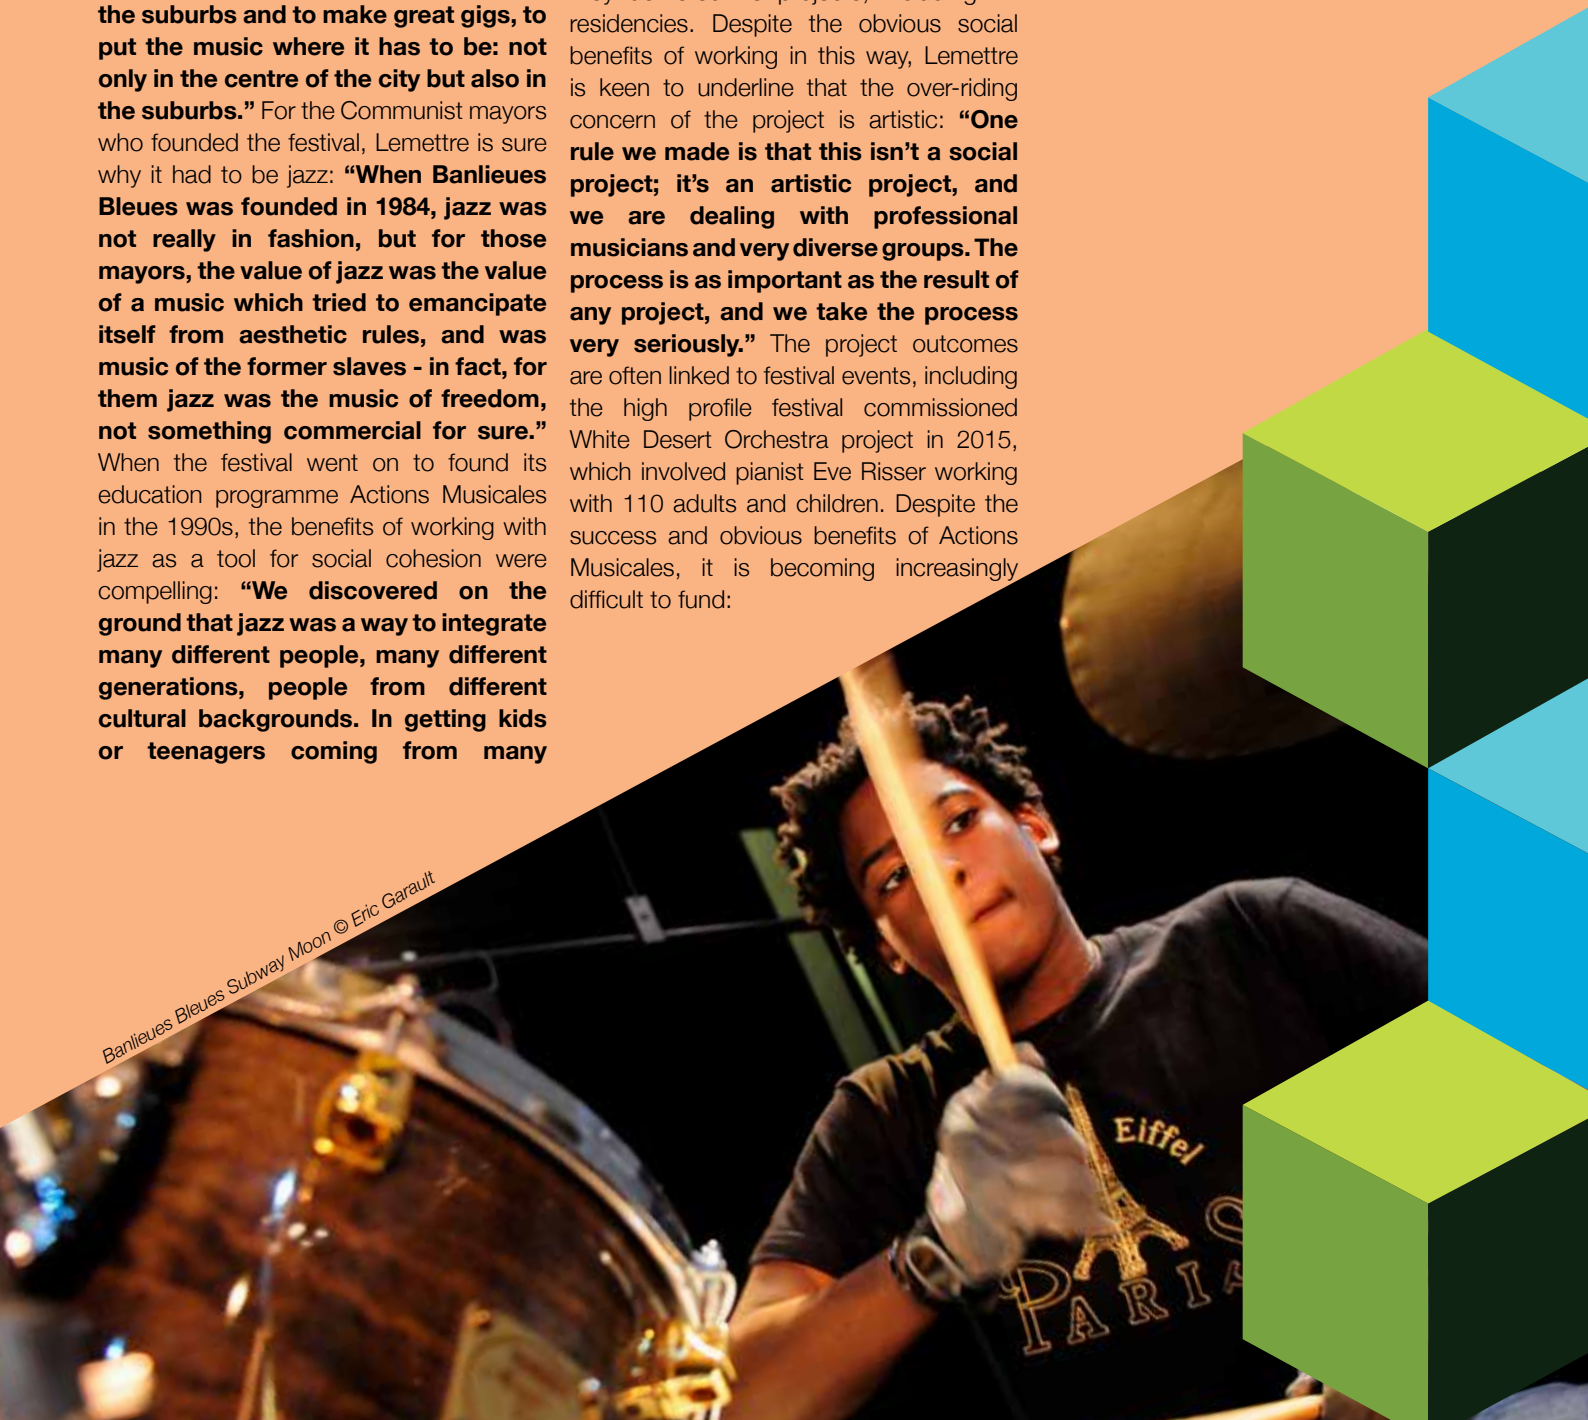 the suburbs and to make great gigs, to
put the music where it has to be: not
only in the centre of the city but also in
the suburbs.” For the Communist mayors
who founded the festival, Lemettre is sure
why it had to be jazz: “When Banlieues
Bleues was founded in 1984, jazz was
not really in fashion, but for those
mayors, the value of jazz was the value
of a music which tried to emancipate
itself from aesthetic rules, and was
music of the former slaves - in fact, for
them jazz was the music of freedom,
not something commercial for sure.”
When the festival went on to found its
education programme Actions Musicales
in the 1990s, the benefits of working with
jazz as a tool for social cohesion were
compelling: “We discovered on the
ground that jazz was a way to integrate
many different people, many different
generations, people from different
cultural backgrounds. In getting kids
or teenagers coming from many
residencies. Despite the obvious social
benefits of working in this way, Lemettre
is keen to underline that the over-riding
concern of the project is artistic: “One
rule we made is that this isn’t a social
project; it’s an artistic project, and
we are dealing with professional
musicians and very diverse groups. The
process is as important as the result of
any project, and we take the process
very seriously.” The project outcomes
are often linked to festival events, including
the high profile festival commissioned
White Desert Orchestra project in 2015,
which involved pianist Eve Risser working
with 110 adults and children. Despite the
success and obvious benefits of Actions
Musicales, it is becoming increasingly
difficult to fund:
Banlieues Bleues Subway Moon © Eric Garault
Eiffel
PARIS